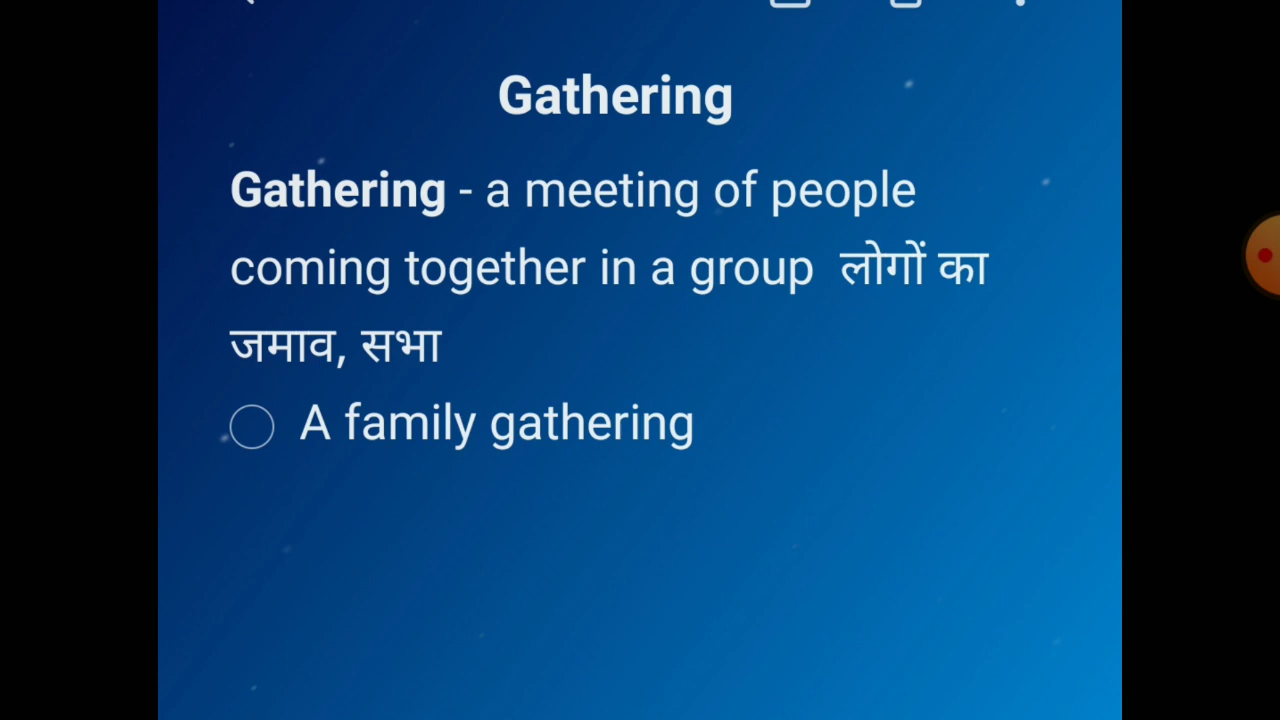 Gathering
Gathering - a meeting of people
coming together in a group लोगों का
जमाव, सभा
A family gathering